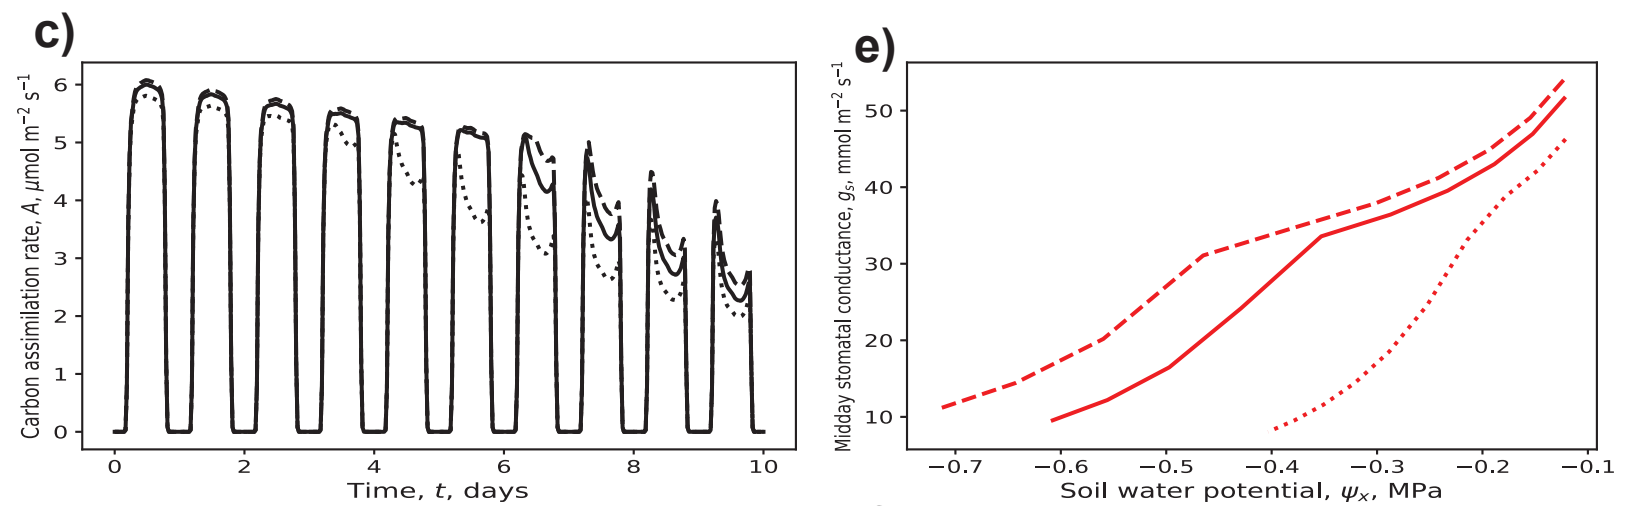 c)
Carbon assimilation rate, A, μmol m−2 s−1
6
5
4
3
2
1
0
0 2 4 6 8 10
Time, t, days
e)
Midday stomatal conductance, gs, mmol m−2 s−1
50
40
30
20
10
−0.7 −0.6 −0.5 −0.4 −0.3 −0.2 −0.1
Soil water potential, ψx, MPa